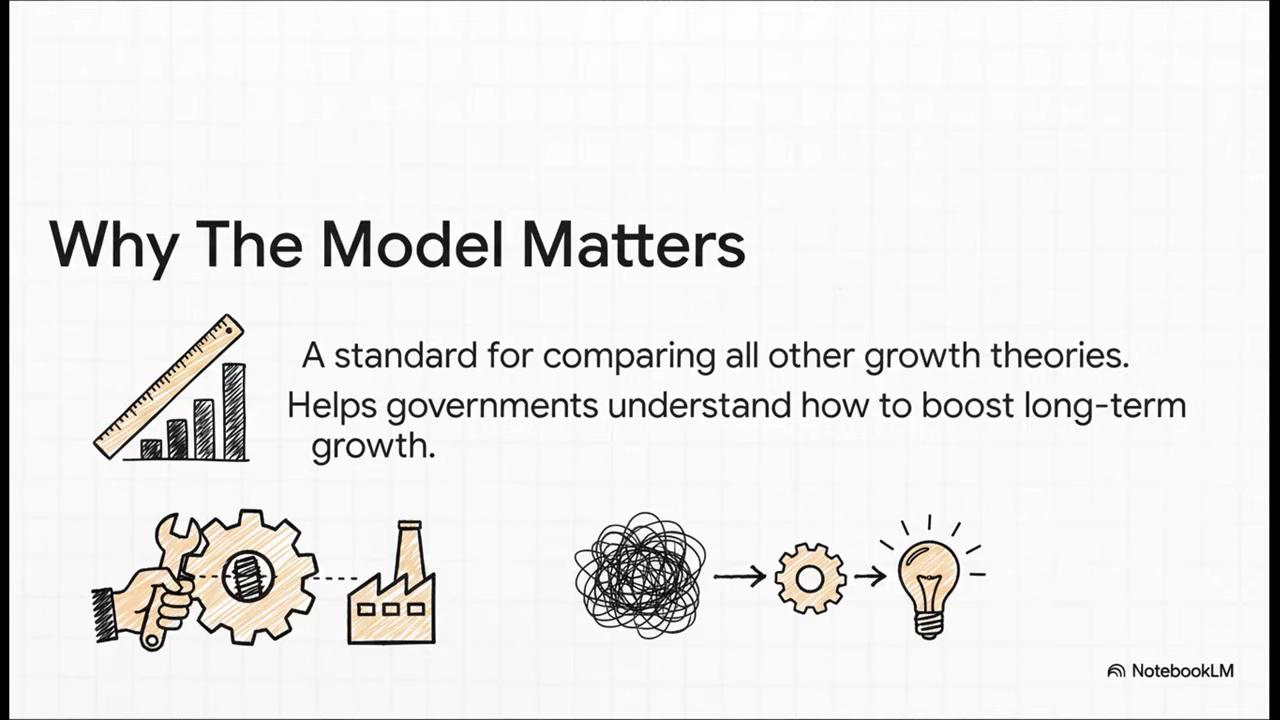 Why The Model Matters
A standard for comparing all other growth theories.
Helps governments understand how to boost long-term
growth.
NotebookLM